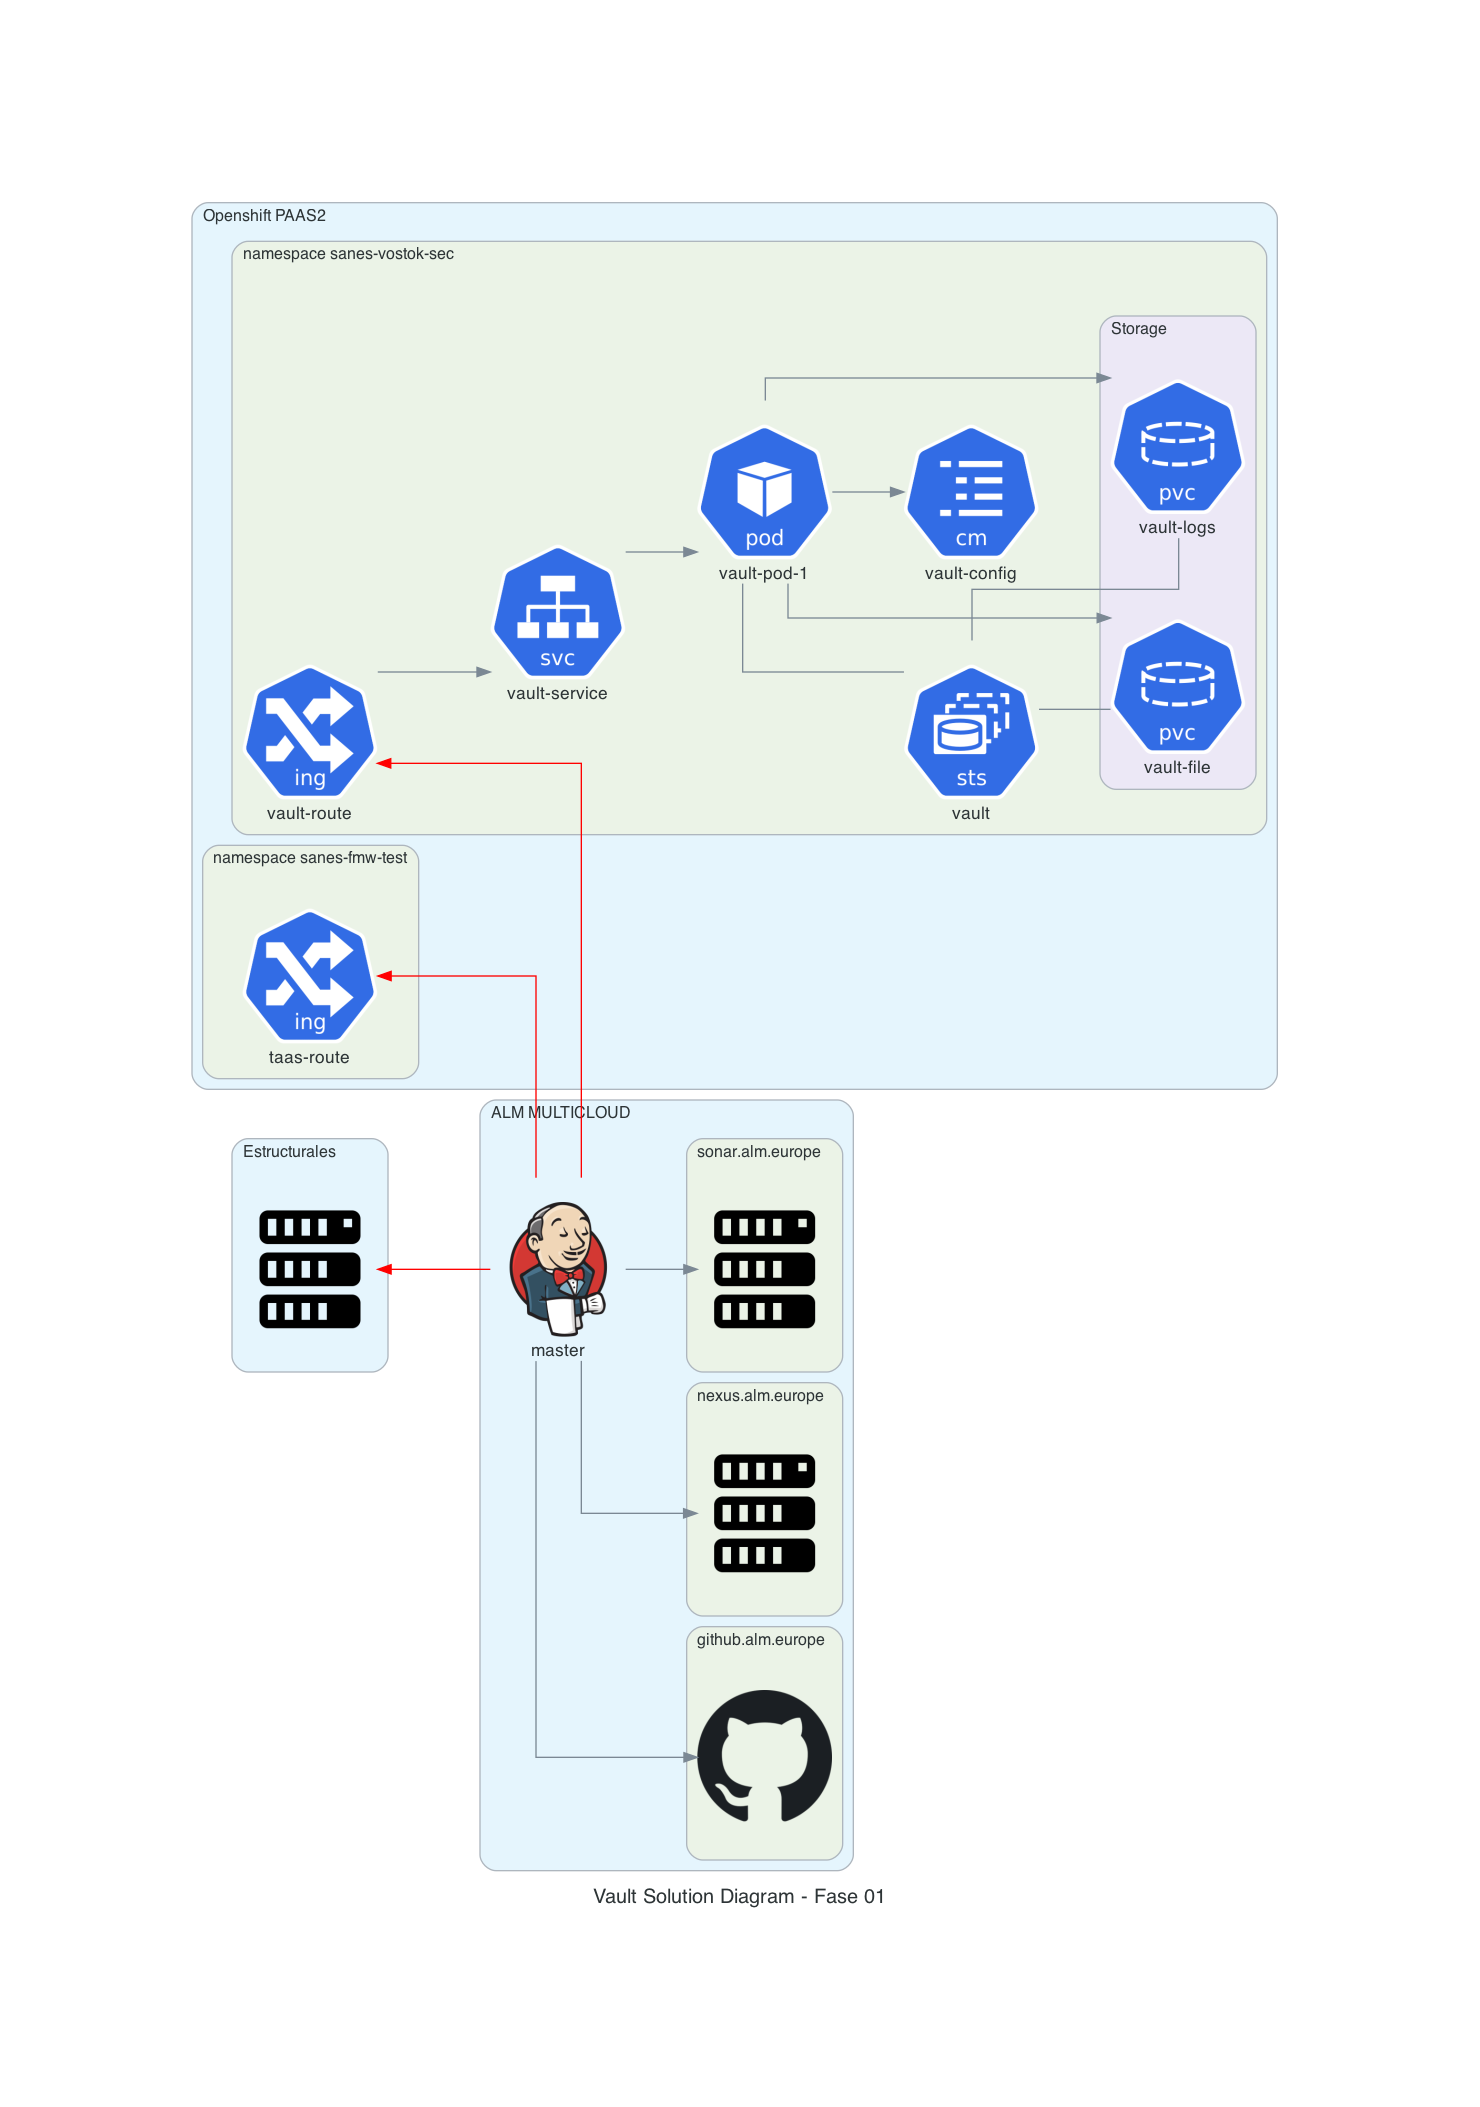 Openshift PAAS2
namespace sanes-vostok-sec
Storage
pvc
vault-logs
pod
vault-pod-1
cm
vault-config
svc
vault-service
pvc
vault-file
ing
vault-route
sts
vault
namespace sanes-fmw-test
ing
taas-route
ALM MULTICLOUD
Estructurales
sonar.alm.europe
master
nexus.alm.europe
github.alm.europe
Vault Solution Diagram - Fase 01